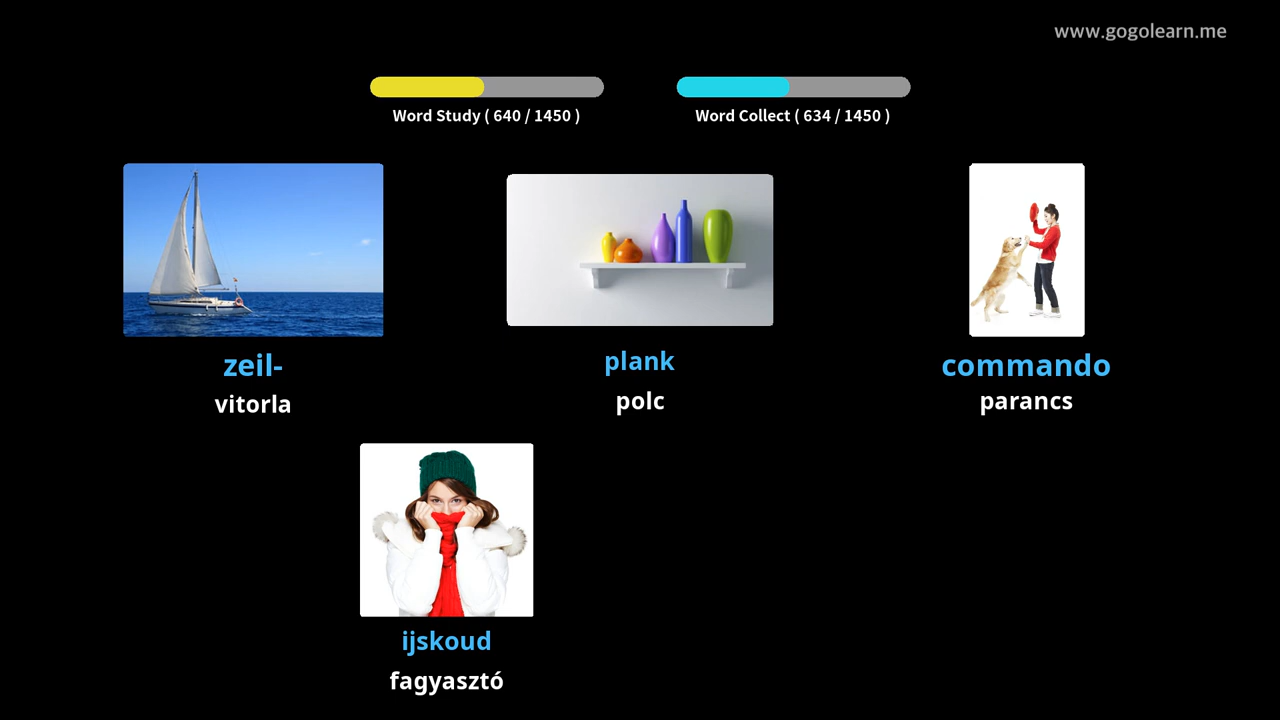 www.gogolearn.me
Word Study ( 640 / 1450 )
Word Collect ( 634 / 1450 )
zeil-
vitorla
plank
polc
commando
parancs
ijskoud
fagyasztó